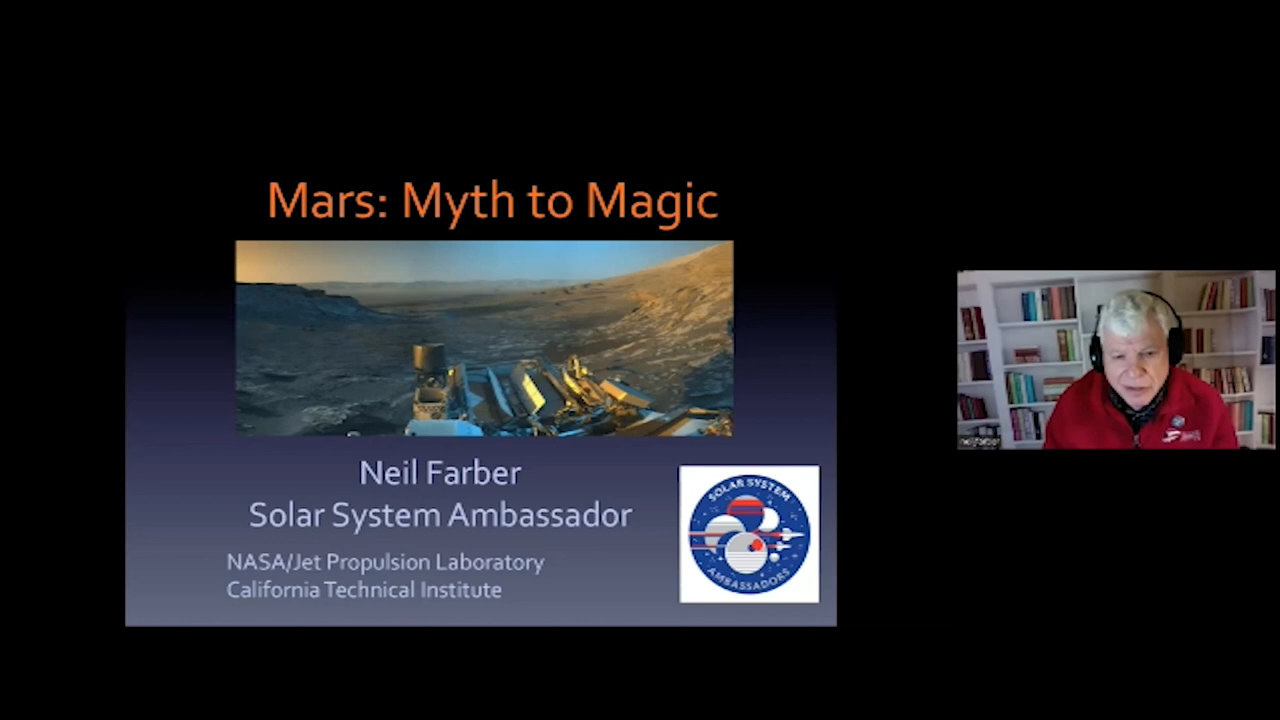 Mars: Myth to Magic
Neil Farber
Solar System Ambassador
NASA/Jet Propulsion Laboratory
California Technical Institute
SOLAR SYSTEM
AMBASSADORS
neilfarber